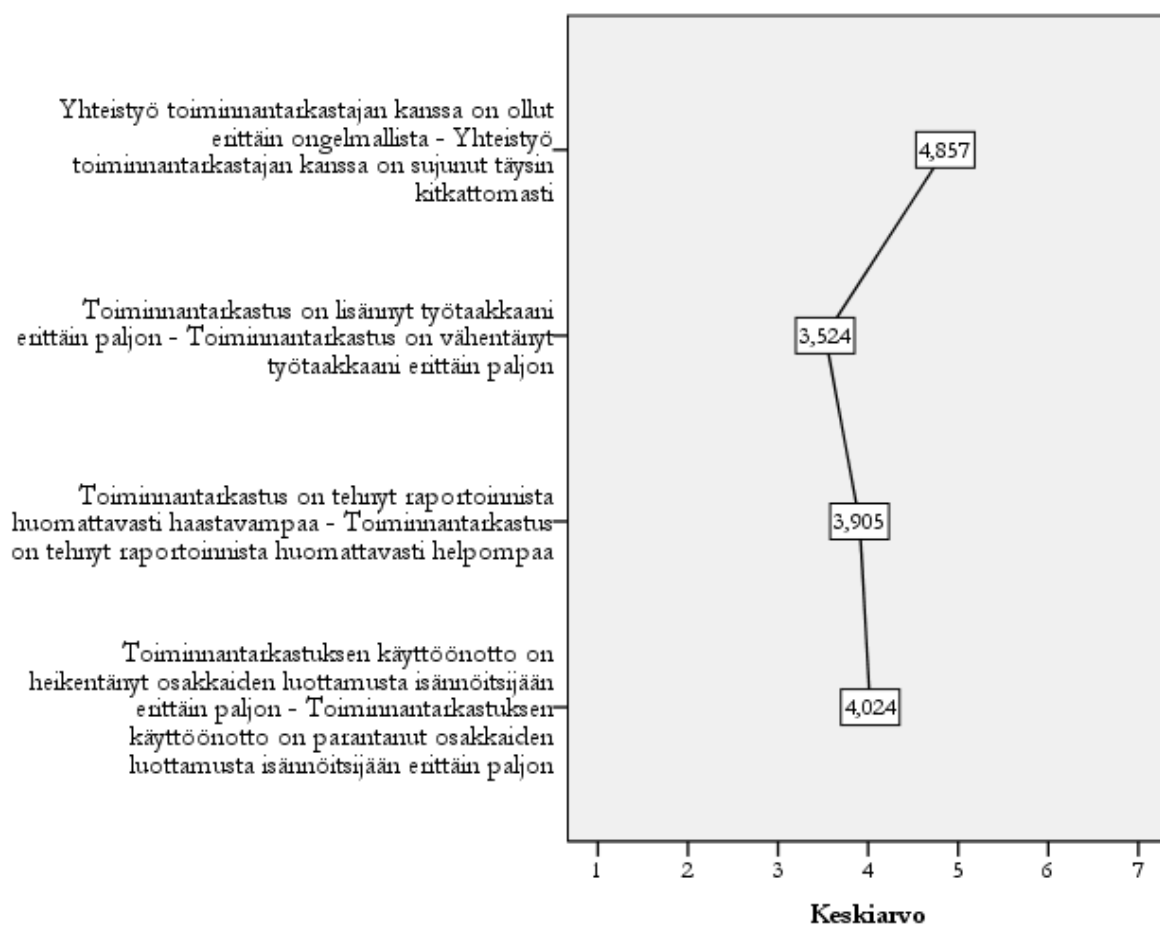 Yhteistyö toiminnantarkastajan kanssa on ollut
erittäin ongelmallista - Yhteistyö
toiminnantarkastajan kanssa on sujunut täysin
kitkattomasti
4,857
Toiminnantarkastus on lisännyt työtaakkaani
erittäin paljon - Toiminnantarkastus on vähentänyt
työtaakkaani erittäin paljon
3,524
Toiminnantarkastus on tehnyt raportoinnista
huomattavasti haastavampaa - Toiminnantarkastus
on tehnyt raportoinnista huomattavasti helpompaa
3,905
Toiminnantarkastuksen käyttöönotto on
heikentänyt osakkaiden luottamusta isännöitsijään
erittäin paljon - Toiminnantarkastuksen
käyttöönotto on parantanut osakkaiden
luottamusta isännöitsijään erittäin paljon
4,024
1 2 3 4 5 6 7
Keskiarvo